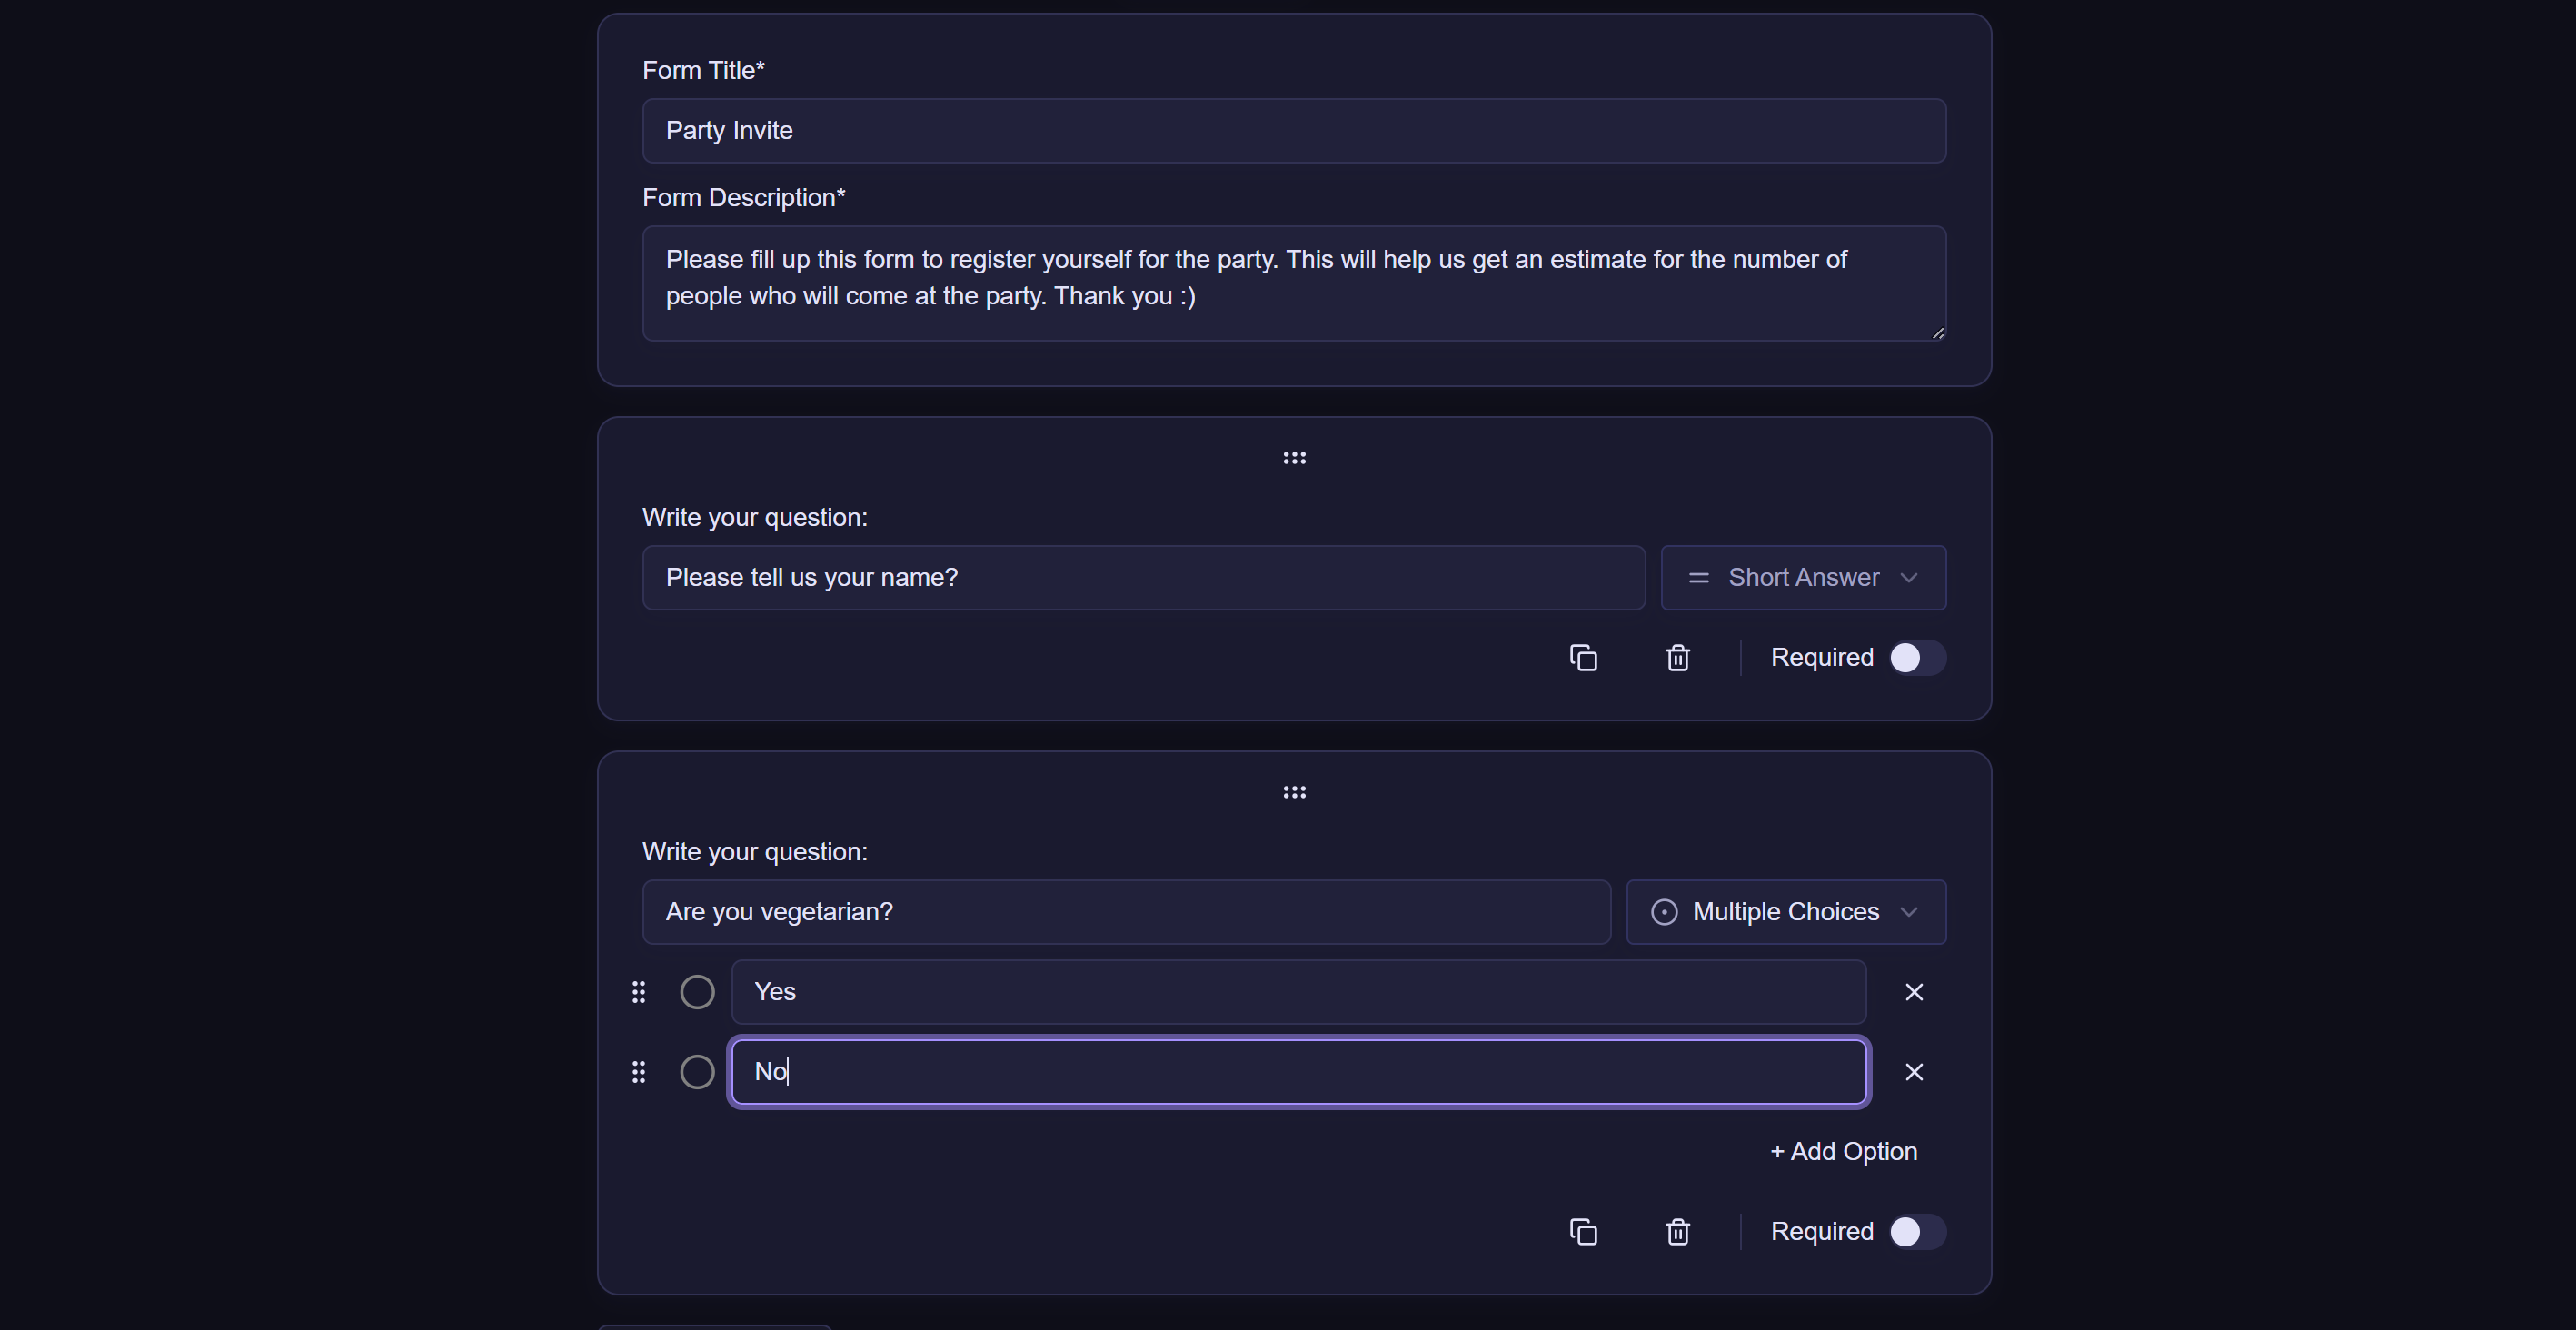 Form Title*
Party Invite
Form Description*
Please fill up this form to register yourself for the party. This will help us get an estimate for the number of
people who will come at the party. Thank you :)
Write your question:
Please tell us your name?
Short Answer
Required
Write your question:
Are you vegetarian?
Multiple Choices
Yes
No
+ Add Option
Required